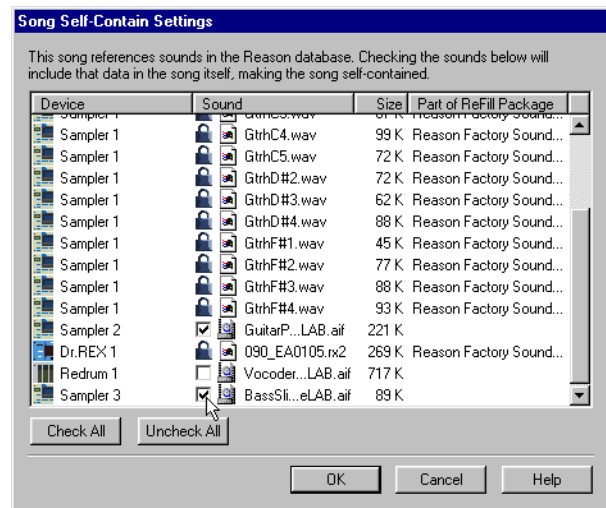 Song Self-Contain Settings
This song references sounds in the Reason database. Checking the sounds below will
include that data in the song itself, making the song self-contained.
Device Sound Size Part of ReFill Package
Sampler 1 GtrhC4.wav 99 K Reason Factory Sound...
Sampler 1 GtrhC5.wav 72 K Reason Factory Sound...
Sampler 1 GtrhD#2.wav 72 K Reason Factory Sound...
Sampler 1 GtrhD#3.wav 62 K Reason Factory Sound...
Sampler 1 GtrhD#4.wav 88 K Reason Factory Sound...
Sampler 1 GtrhF#1.wav 45 K Reason Factory Sound...
Sampler 1 GtrhF#2.wav 77 K Reason Factory Sound...
Sampler 1 GtrhF#3.wav 88 K Reason Factory Sound...
Sampler 1 GtrhF#4.wav 93 K Reason Factory Sound...
Sampler 2 GuitarP...LAB.aif 221 K
Dr.REX 1 090_EA0105.rx2 269 K Reason Factory Sound...
Redrum 1 Vocoder...LAB.aif 717 K
Sampler 3 BassSli...eLAB.aif 89 K
Check All Uncheck All
OK Cancel Help